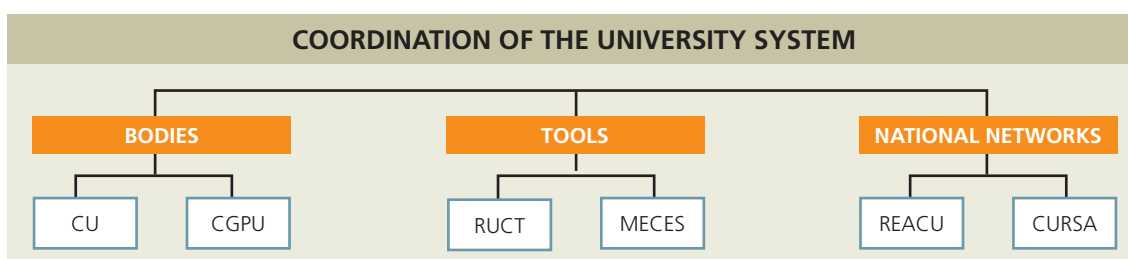 COORDINATION OF THE UNIVERSITY SYSTEM
BODIES
TOOLS
NATIONAL NETWORKS
CU
CGPU
RUCT
MECES
REACU
CURSA